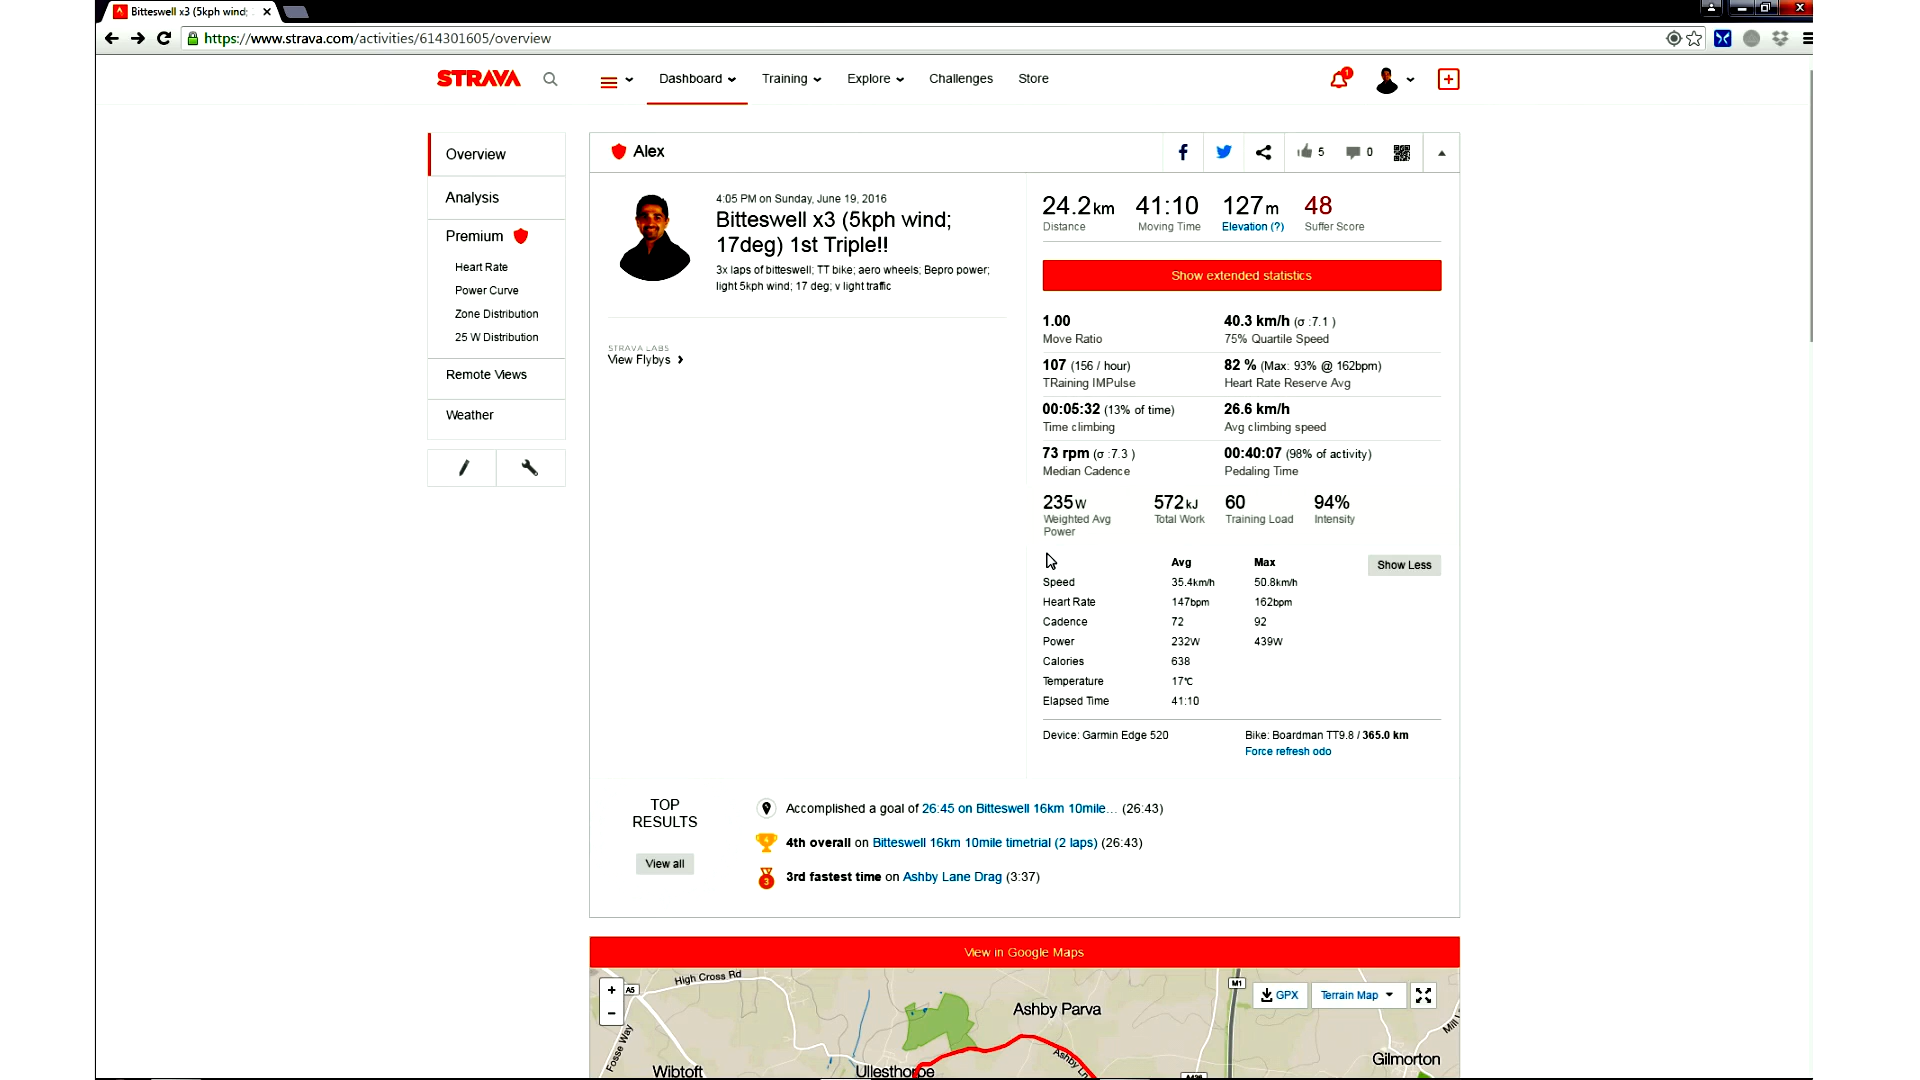 Bitteswell x3 (5kph wind;
https://www.strava.com/activities/614301605/overview
STRAVA Dashboard Training Explore Challenges Store 1
Overview
Analysis
Premium
Heart Rate
Power Curve
Zone Distribution
25 W Distribution
Remote Views
Weather
Alex 5 0
4:05 PM on Sunday, June 19, 2016
Bitteswell x3 (5kph wind;
17deg) 1st Triple!!
3x laps of bitteswell; TT bike; aero wheels; Bepro power;
light 5kph wind; 17 deg; v light traffic
STRAVA LABS
View Flybys
24.2km 41:10 127m 48
Distance Moving Time Elevation (?) Suffer Score
Show extended statistics
1.00 40.3 km/h (σ :7.1 )
Move Ratio 75% Quartile Speed
107 (156 / hour) 82 % (Max: 93% @ 162bpm)
TRaining IMPulse Heart Rate Reserve Avg
00:05:32 (13% of time) 26.6 km/h
Time climbing Avg climbing speed
73 rpm (σ :7.3 ) 00:40:07 (98% of activity)
Median Cadence Pedaling Time
235W 572kJ 60 94%
Weighted Avg Total Work Training Load Intensity
Power
Avg Max Show Less
Speed 35.4km/h 50.8km/h
Heart Rate 147bpm 162bpm
Cadence 72 92
Power 232W 439W
Calories 638
Temperature 17℃
Elapsed Time 41:10
Device: Garmin Edge 520 Bike: Boardman TT9.8 / 365.0 km
Force refresh odo
TOP
RESULTS
View all
Accomplished a goal of 26:45 on Bitteswell 16km 10mile... (26:43)
4 4th overall on Bitteswell 16km 10mile timetrial (2 laps) (26:43)
3 3rd fastest time on Ashby Lane Drag (3:37)
View in Google Maps
+ A5 High Cross Rd M1 GPX Terrain Map
−
Ashby Parva
Fosse Way
Ashby Ln
Gilmorton
Wibtoft Ullesthorpe